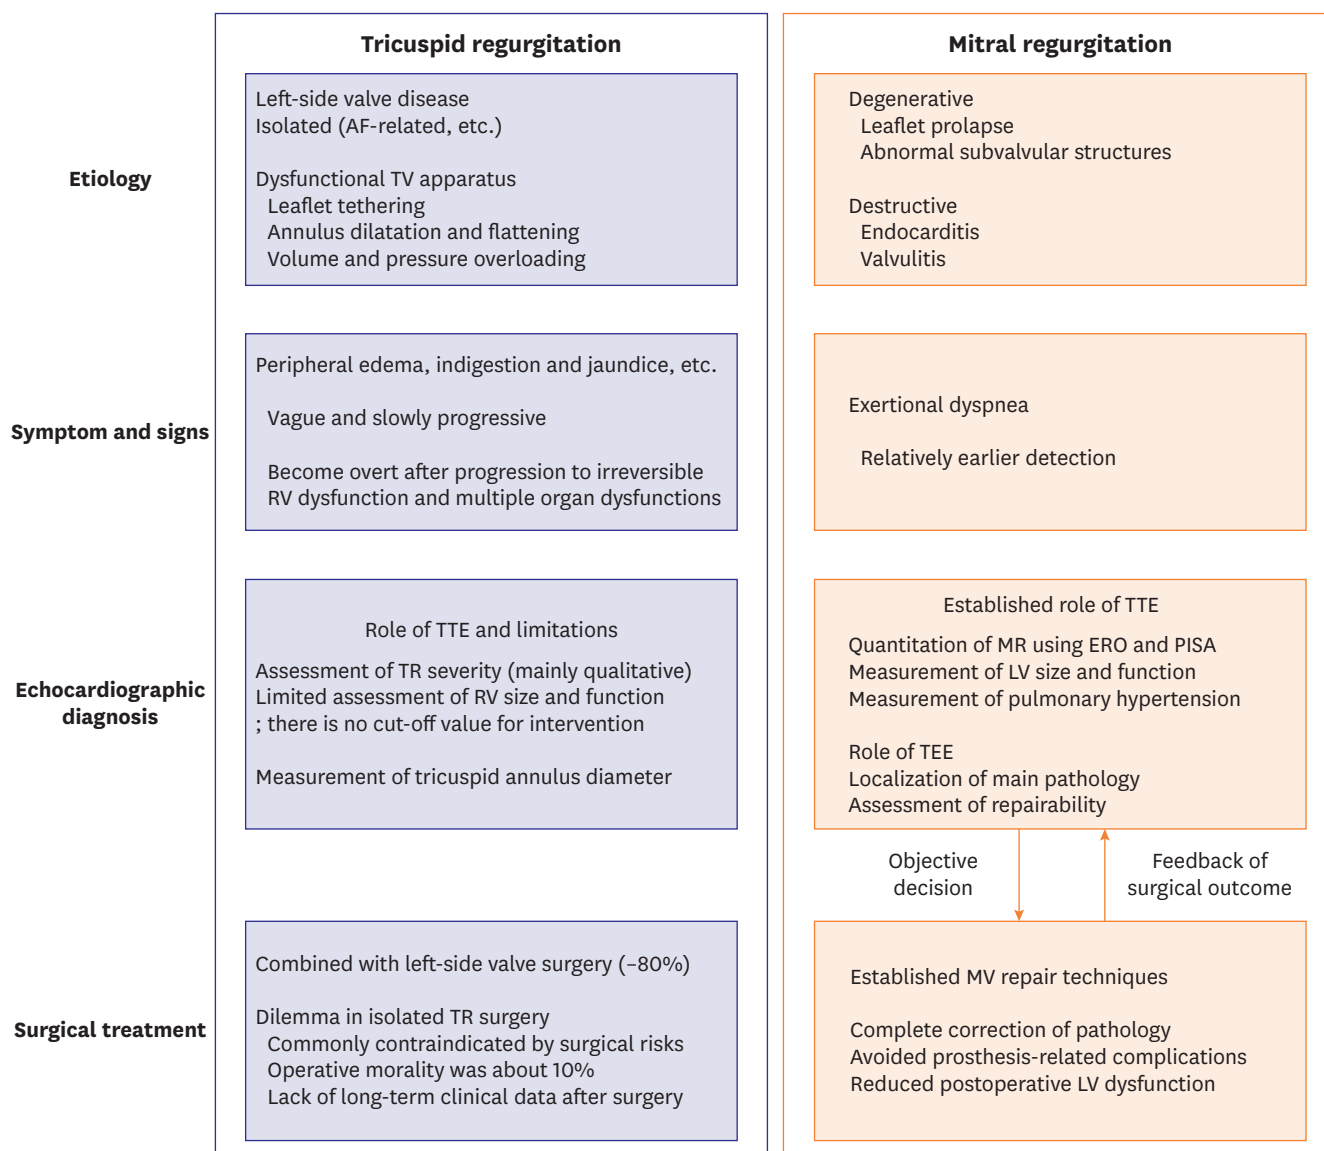 Tricuspid regurgitation
Mitral regurgitation
Etiology
Left-side valve disease
Isolated (AF-related, etc.)
Dysfunctional TV apparatus
Leaflet tethering
Annulus dilatation and flattening
Volume and pressure overloading
Degenerative
Leaflet prolapse
Abnormal subvalvular structures
Destructive
Endocarditis
Valvulitis
Symptom and signs
Peripheral edema, indigestion and jaundice, etc.
Vague and slowly progressive
Become overt after progression to irreversible
RV dysfunction and multiple organ dysfunctions
Exertional dyspnea
Relatively earlier detection
Echocardiographic
diagnosis
Role of TTE and limitations
Assessment of TR severity (mainly qualitative)
Limited assessment of RV size and function
; there is no cut-off value for intervention
Measurement of tricuspid annulus diameter
Established role of TTE
Quantitation of MR using ERO and PISA
Measurement of LV size and function
Measurement of pulmonary hypertension
Role of TEE
Localization of main pathology
Assessment of repairability
Objective
decision
Feedback of
surgical outcome
Surgical treatment
Combined with left-side valve surgery (–80%)
Dilemma in isolated TR surgery
Commonly contraindicated by surgical risks
Operative morality was about 10%
Lack of long-term clinical data after surgery
Established MV repair techniques
Complete correction of pathology
Avoided prosthesis-related complications
Reduced postoperative LV dysfunction